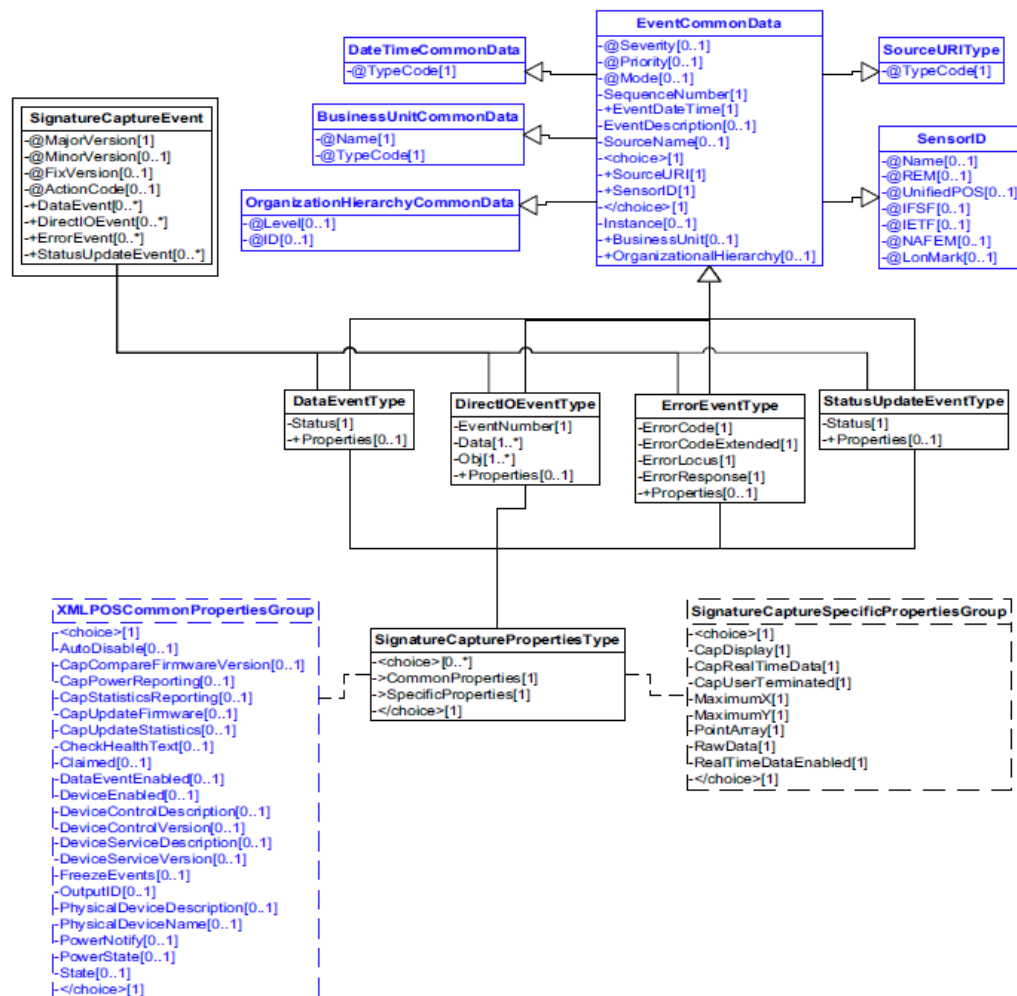 EventCommonData
-@Severity[0..1]
-@Priority[0..1]
-@Mode[0..1]
-SequenceNumber[1]
-+EventDateTime[1]
-EventDescription[0..1]
-SourceName[0..1]
-<choice>[1]
-+SourceURI[1]
-+SensorID[1]
-</choice>[1]
-Instance[0..1]
-+BusinessUnit[0..1]
-+OrganizationalHierarchy[0..1]
DateTimeCommonData
-@TypeCode[1]
SourceURIType
-@TypeCode[1]
SignatureCaptureEvent
-@MajorVersion[1]
-@MinorVersion[0..1]
-@FixVersion[0..1]
-@ActionCode[0..1]
-+DataEvent[0..*]
-+DirectIOEvent[0..*]
-+ErrorEvent[0..*]
-+StatusUpdateEvent[0..*]
BusinessUnitCommonData
-@Name[1]
-@TypeCode[1]
SensorID
-@Name[0..1]
-@REM[0..1]
-@UnifiedPOS[0..1]
-@IFSF[0..1]
-@IETF[0..1]
-@NAFEM[0..1]
-@LonMark[0..1]
OrganizationHierarchyCommonData
-@Level[0..1]
-@ID[0..1]
DataEventType
-Status[1]
-+Properties[0..1]
DirectIOEventType
-EventNumber[1]
-Data[1..*]
-Obj[1..*]
-+Properties[0..1]
ErrorEventType
-ErrorCode[1]
-ErrorCodeExtended[1]
-ErrorLocus[1]
-ErrorResponse[1]
-+Properties[0..1]
StatusUpdateEventType
-Status[1]
-+Properties[0..1]
XMLPOSCommonPropertiesGroup
-<choice>[1]
-AutoDisable[0..1]
-CapCompareFirmwareVersion[0..1]
-CapPowerReporting[0..1]
-CapStatisticsReporting[0..1]
-CapUpdateFirmware[0..1]
-CapUpdateStatistics[0..1]
-CheckHealthText[0..1]
-Claimed[0..1]
-DataEventEnabled[0..1]
-DeviceEnabled[0..1]
-DeviceControlDescription[0..1]
-DeviceControlVersion[0..1]
-DeviceServiceDescription[0..1]
-DeviceServiceVersion[0..1]
-FreezeEvents[0..1]
-OutputID[0..1]
-PhysicalDeviceDescription[0..1]
-PhysicalDeviceName[0..1]
-PowerNotify[0..1]
-PowerState[0..1]
-State[0..1]
-</choice>[1]
SignatureCapturePropertiesType
-<choice>[0..*]
->CommonProperties[1]
->SpecificProperties[1]
-</choice>[1]
SignatureCaptureSpecificPropertiesGroup
-<choice>[1]
-CapDisplay[1]
-CapRealTimeData[1]
-CapUserTerminated[1]
-MaximumX[1]
-MaximumY[1]
-PointArray[1]
-RawData[1]
-RealTimeDataEnabled[1]
-</choice>[1]